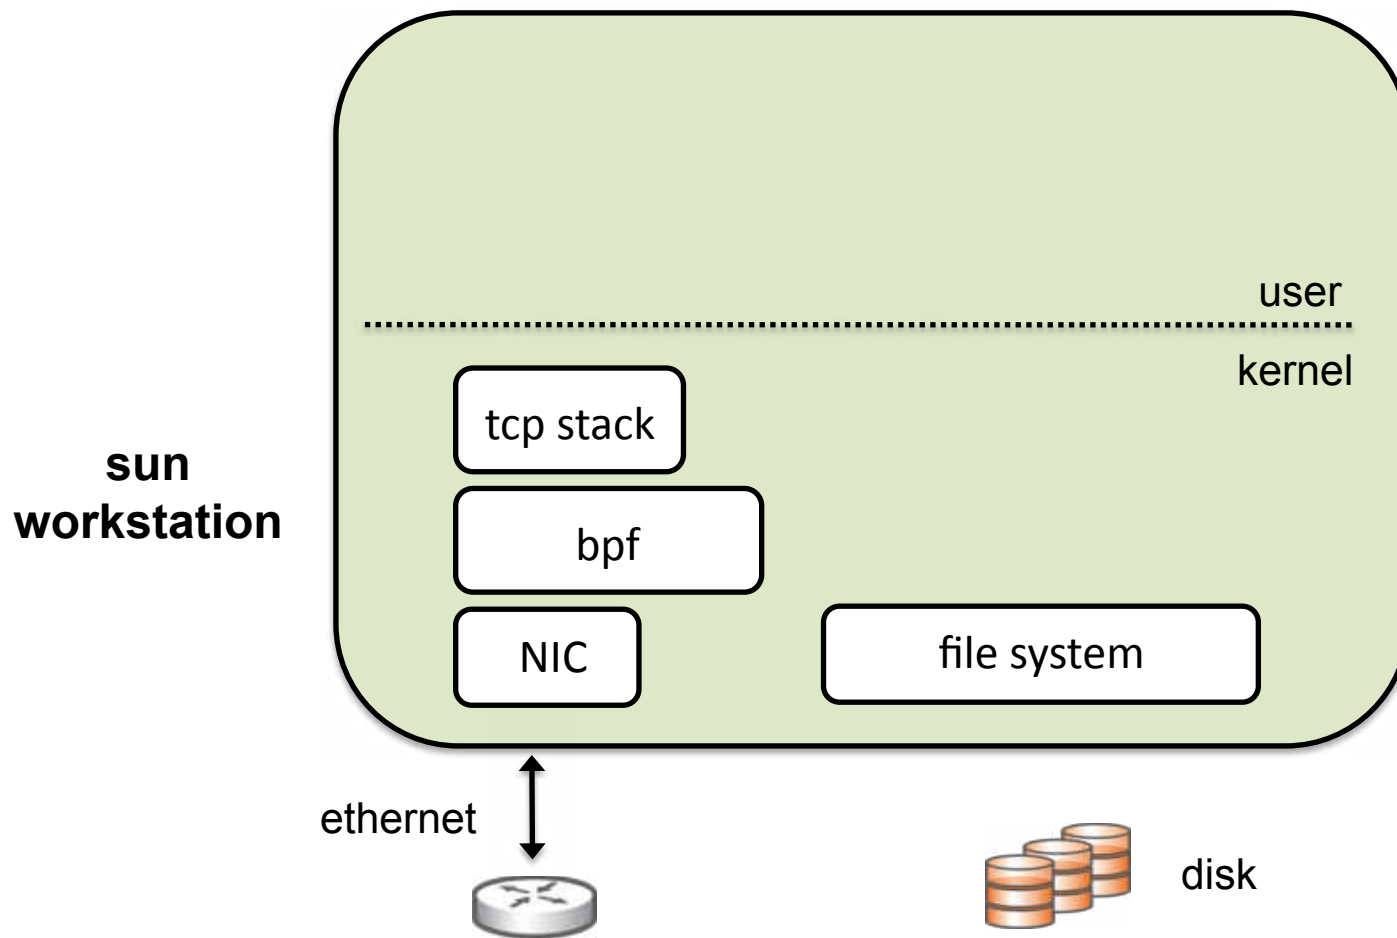 user
kernel
tcp stack
sun
workstation
bpf
NIC
file system
ethernet
disk